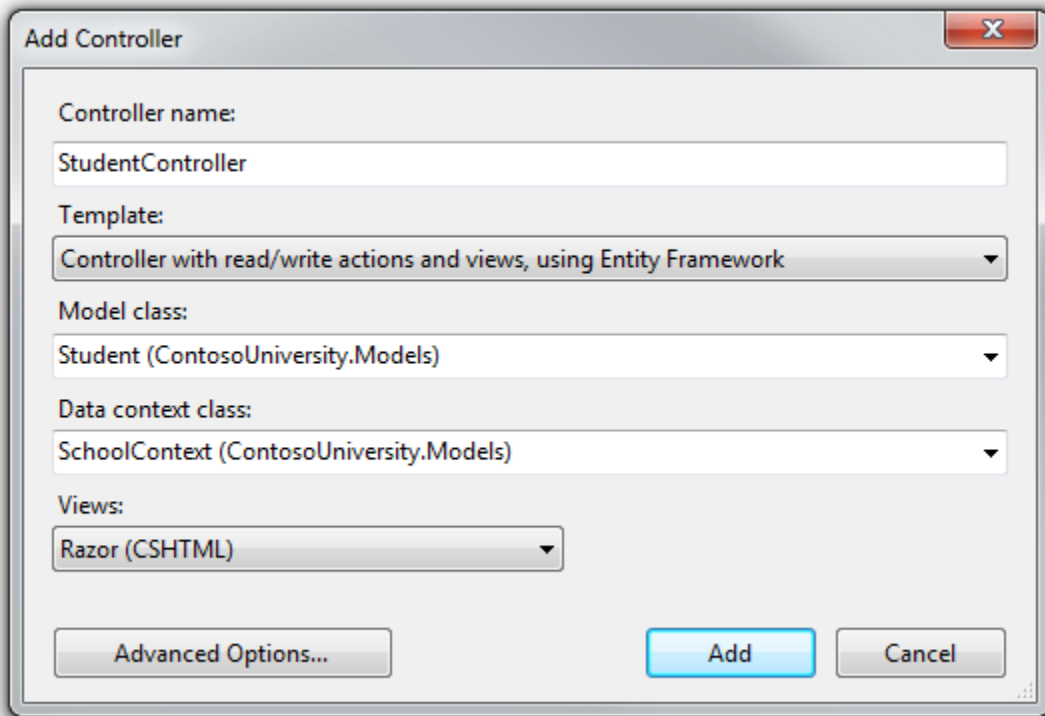 Add Controller
Controller name:
StudentController
Template:
Controller with read/write actions and views, using Entity Framework
Model class:
Student (ContosoUniversity.Models)
Data context class:
SchoolContext (ContosoUniversity.Models)
Views:
Razor (CSHTML)
Advanced Options... Add Cancel